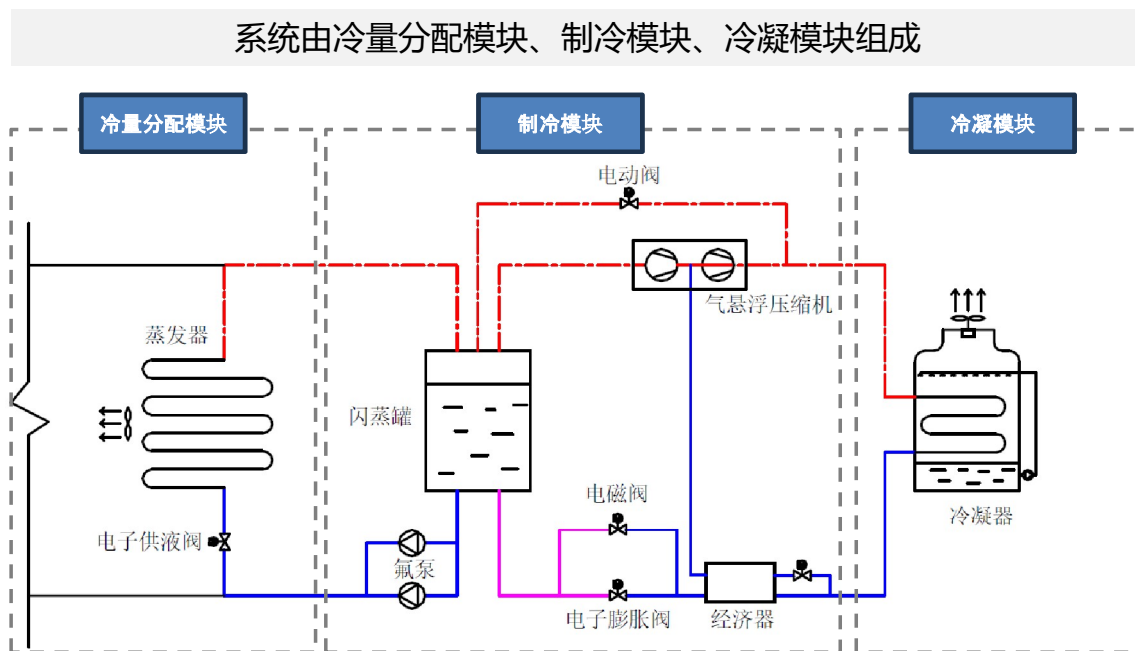 系统由冷量分配模块、制冷模块、冷凝模块组成
冷量分配模块
制冷模块
冷凝模块
电动阀
气悬浮压缩机
蒸发器
闪蒸罐
电磁阀
冷凝器
电子供液阀
氟泵
电子膨胀阀
经济器